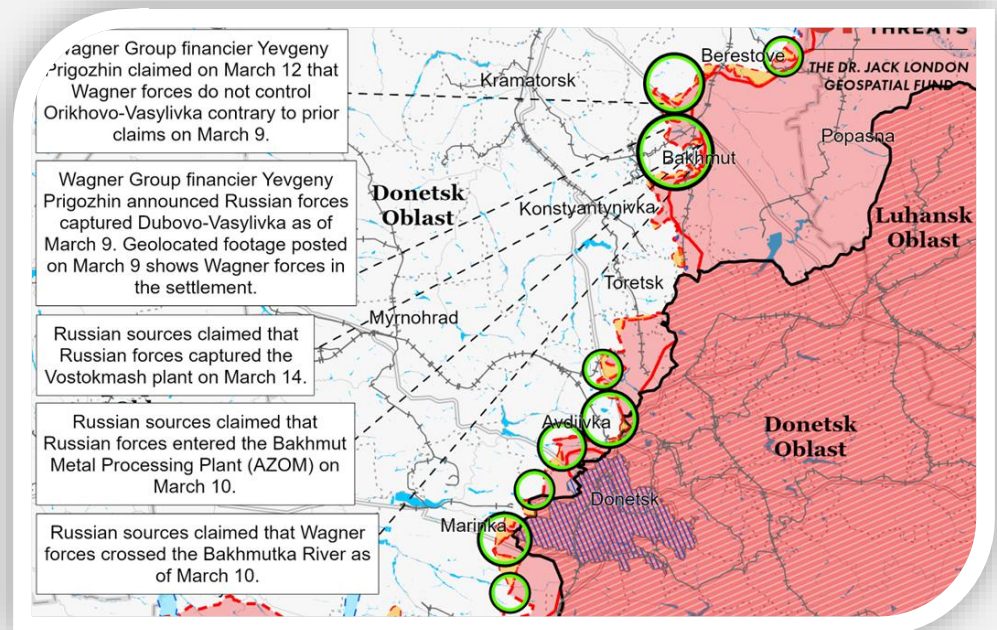 Wagner Group financier Yevgeny
Prigozhin claimed on March 12 that
Wagner forces do not control
Orikhovo-Vasylivka contrary to prior
claims on March 9.
Wagner Group financier Yevgeny
Prigozhin announced Russian forces
captured Dubovo-Vasylivka as of
March 9. Geolocated footage posted
on March 9 shows Wagner forces in
the settlement.
Russian sources claimed that
Russian forces captured the
Vostokmash plant on March 14.
Russian sources claimed that
Russian forces entered the Bakhmut
Metal Processing Plant (AZOM) on
March 10.
Russian sources claimed that Wagner
forces crossed the Bakhmutka River as
of March 10.
THREATS
THE DR. JACK LONDON
GEOSPATIAL FUND
Berestove
Kramatorsk
Popasna
Bakhmut
Donetsk
Oblast
Konstyantynivka
Luhansk
Oblast
Toretsk
Myrnohrad
Avdiivka
Donetsk
Oblast
Donetsk
Marinka